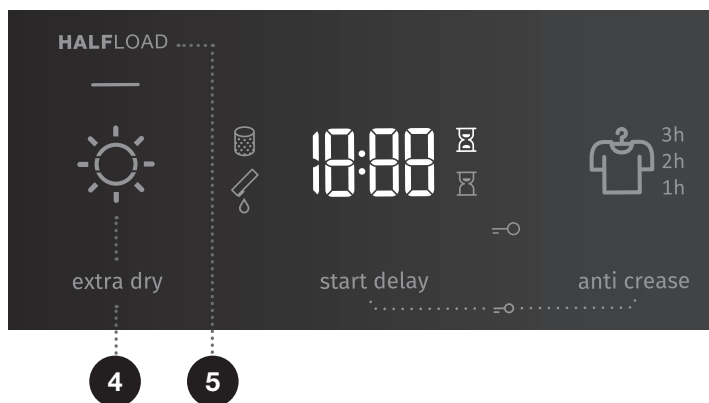 HALFLOAD
18:88
3h
2h
1h
extra dry
start delay
anti crease
4
5